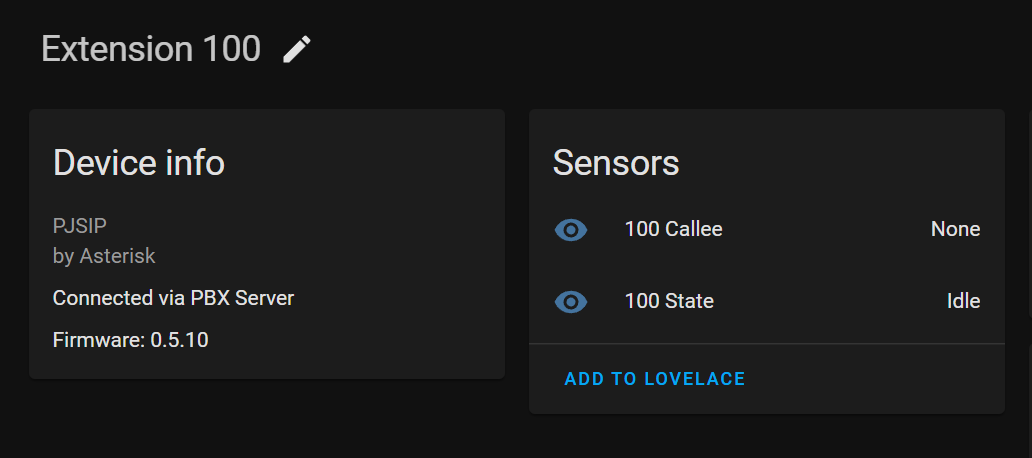 Extension 100
Device info
PJSIP
by Asterisk
Connected via PBX Server
Firmware: 0.5.10
Sensors
100 Callee None
100 State Idle
ADD TO LOVELACE